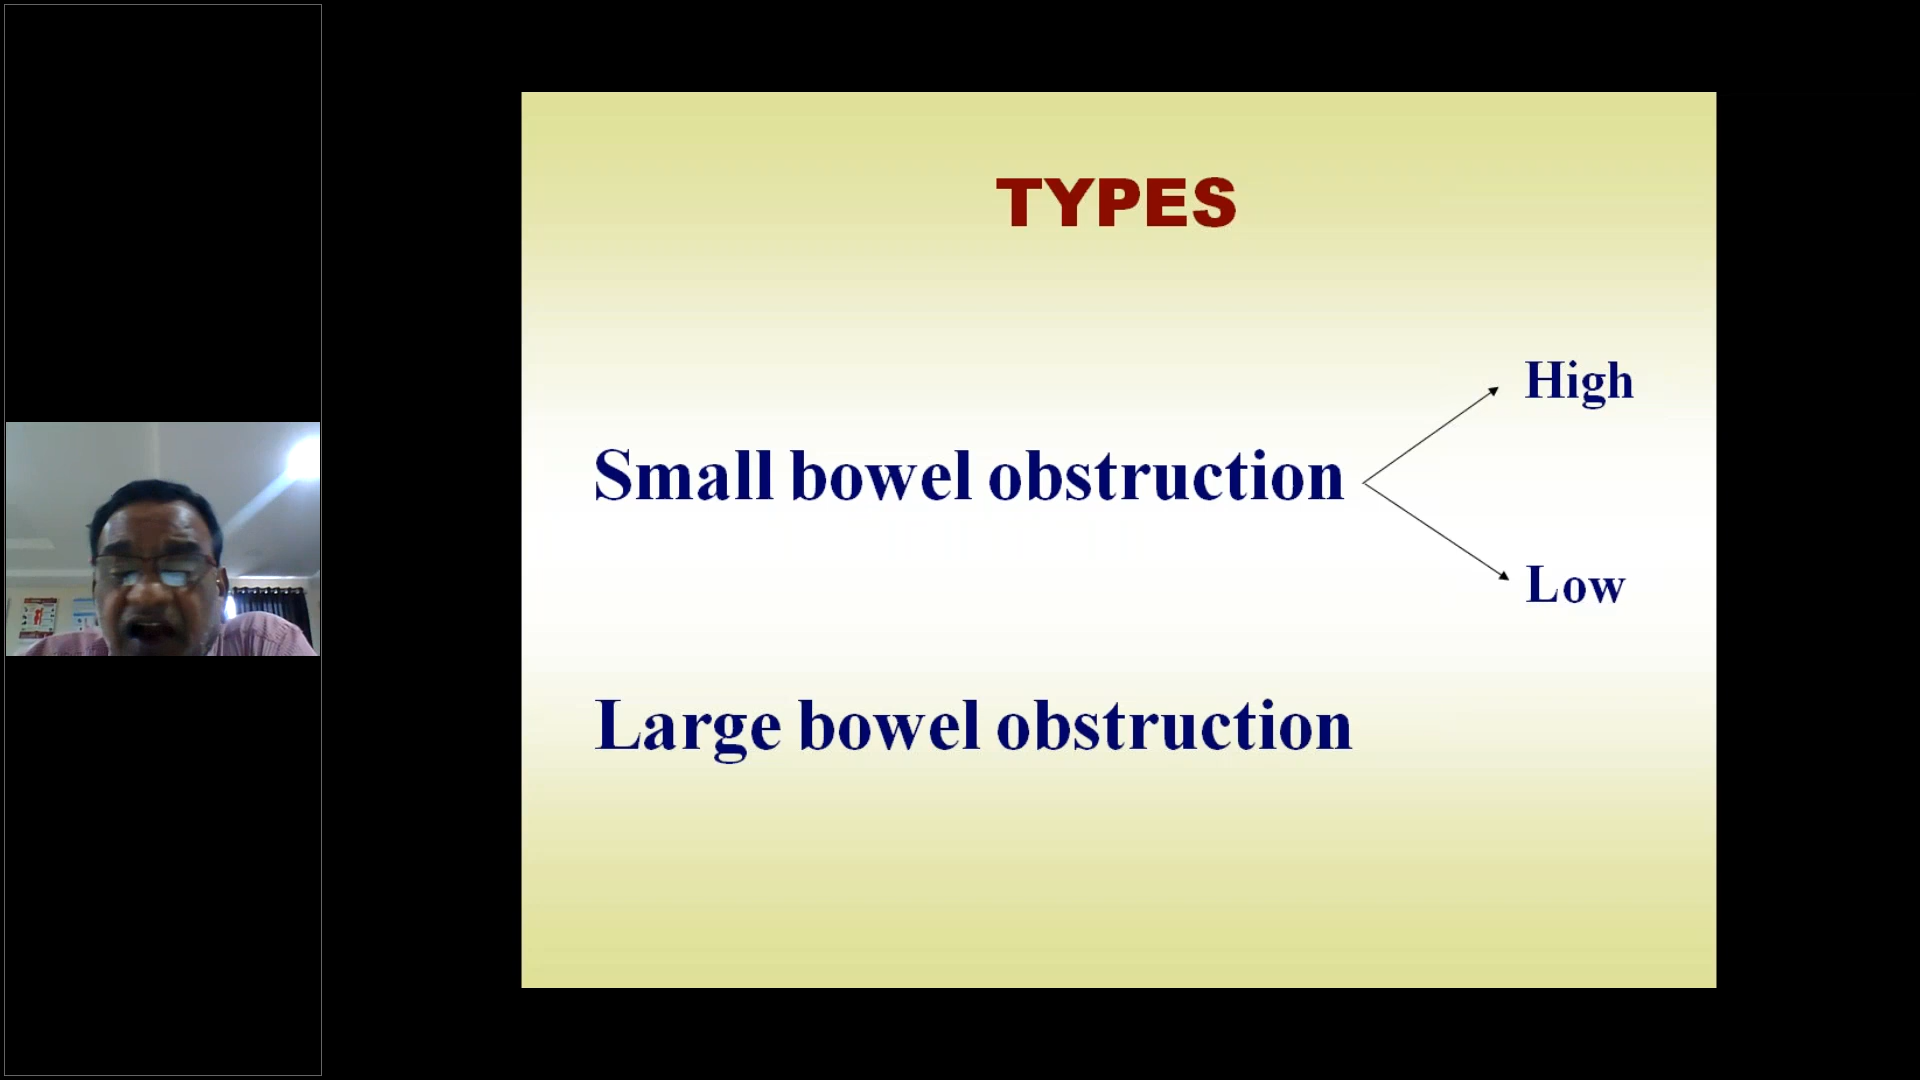 TYPES
High
Small bowel obstruction
Low
Large bowel obstruction